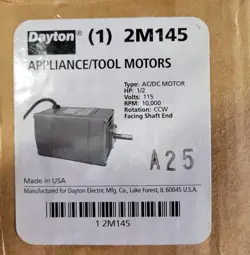 Dayton® (1) 2M145
APPLIANCE/TOOL MOTORS
Type: AC/DC MOTOR
HP: 1/2
Volts: 115
RPM: 10,000
Rotation: CCW
Facing Shaft End
A25
Made in USA
Manufactured for Dayton Electric Mfg. Co., Lake Forest, IL 60045 U.S.A.
1 2M145